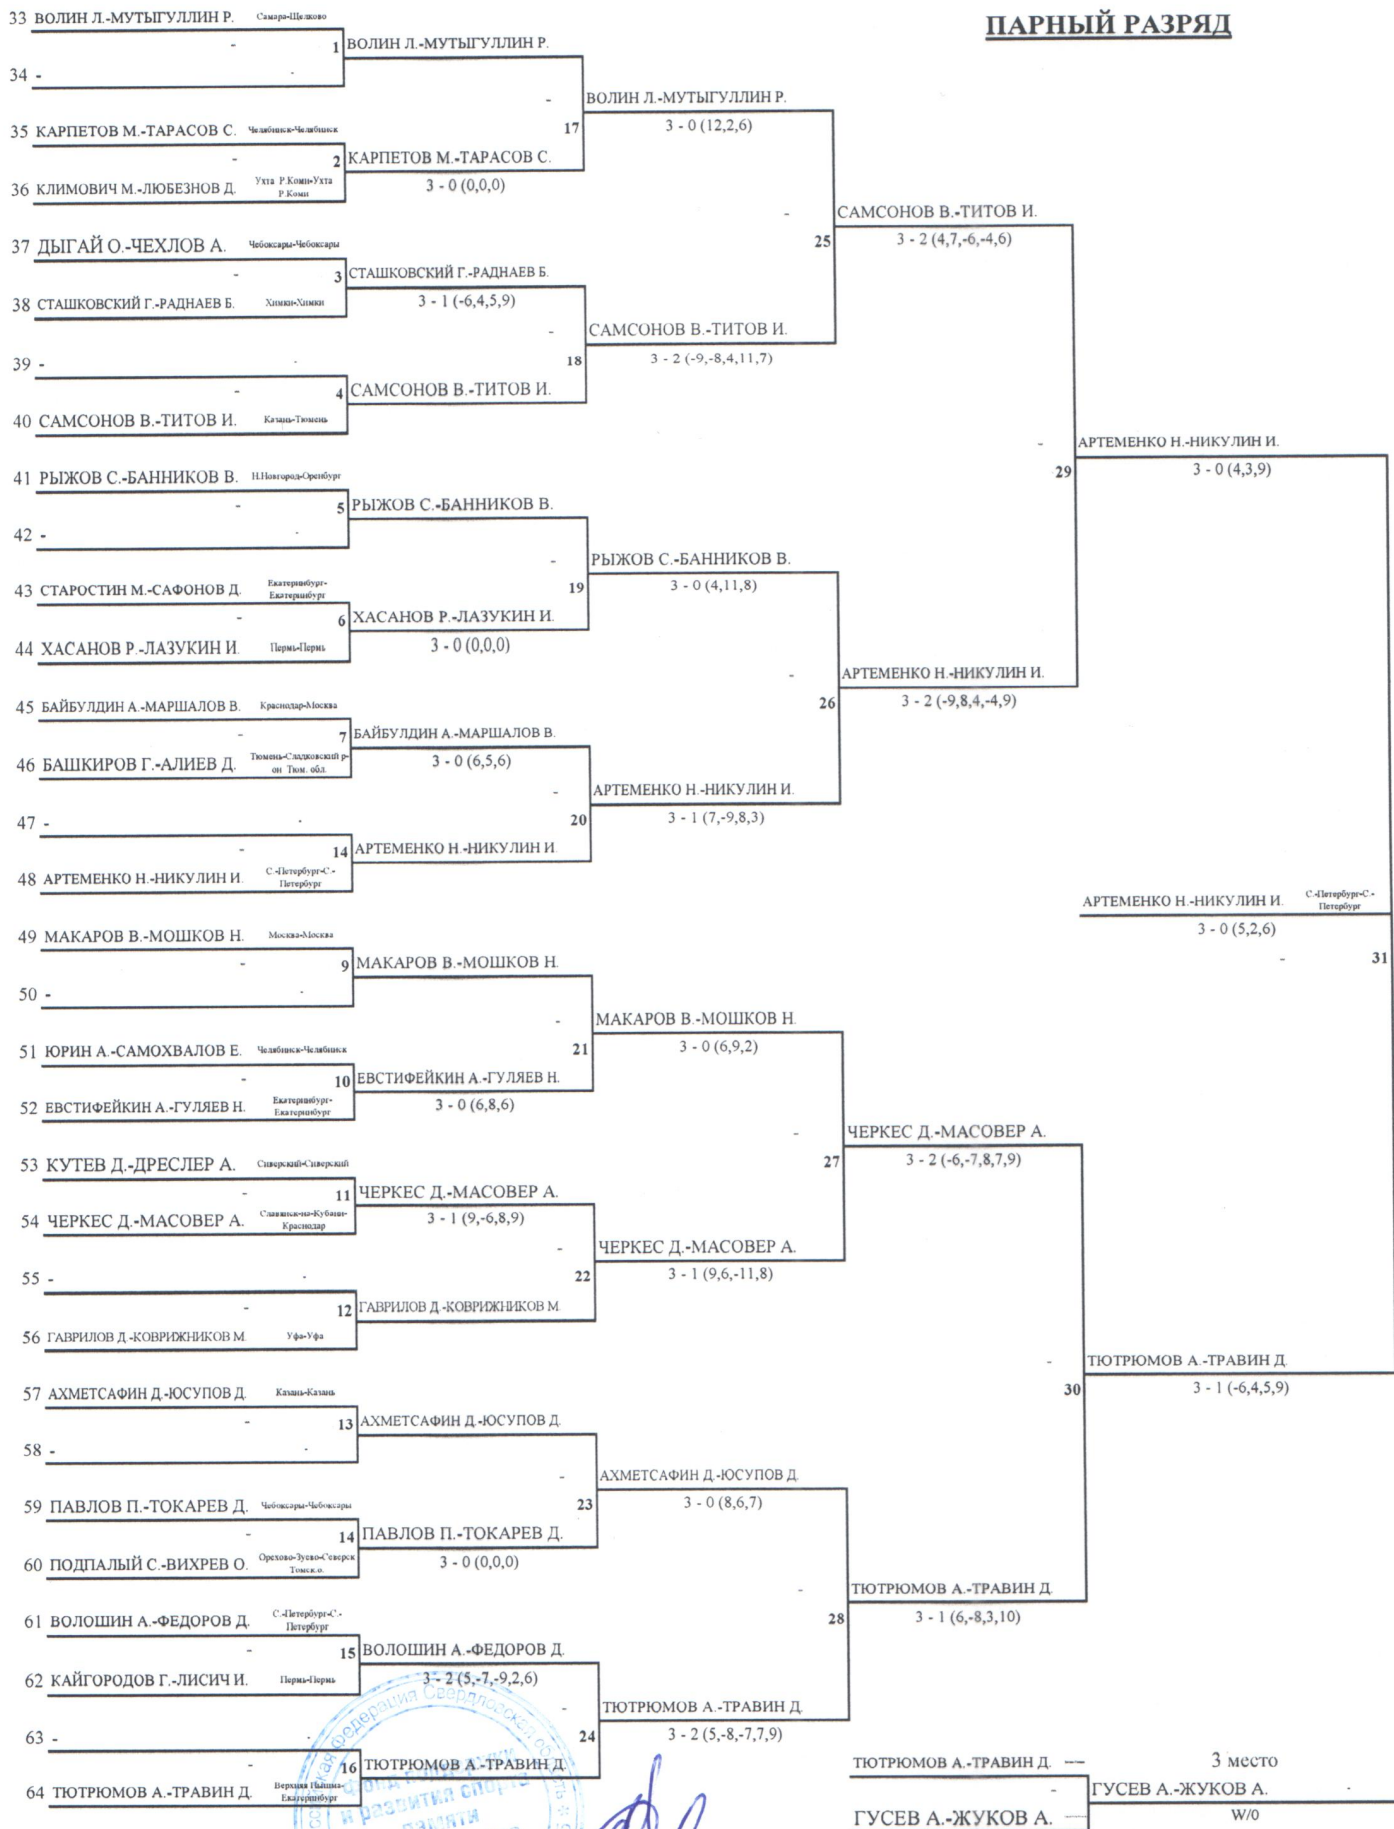 ПАРНЫЙ РАЗРЯД
33 ВОЛИН Л.-МУТЫГУЛЛИН Р. Самара-Щелково
- 1 ВОЛИН Л.-МУТЫГУЛЛИН Р.
34 -
- ВОЛИН Л.-МУТЫГУЛЛИН Р.
35 КАРПЕТОВ М.-ТАРАСОВ С. Челябинск-Челябинск 17 3 - 0 (12,2,6)
- 2 КАРПЕТОВ М.-ТАРАСОВ С.
36 КЛИМОВИЧ М.-ЛЮБЕЗНОВ Д. Ухта Р.Коми-Ухта Р.Коми 3 - 0 (0,0,0)
- САМСОНОВ В.-ТИТОВ И.
37 ДЫГАЙ О.-ЧЕХЛОВ А. Чебоксары-Чебоксары 25 3 - 2 (4,7,-6,-4,6)
- 3 СТАШКОВСКИЙ Г.-РАДНАЕВ Б.
38 СТАШКОВСКИЙ Г.-РАДНАЕВ Б. Химки-Химки 3 - 1 (-6,4,5,9)
- САМСОНОВ В.-ТИТОВ И.
39 - 18 3 - 2 (-9,-8,4,11,7)
- 4 САМСОНОВ В.-ТИТОВ И.
40 САМСОНОВ В.-ТИТОВ И. Казань-Тюмень
- АРТЕМЕНКО Н.-НИКУЛИН И.
41 РЫЖОВ С.-БАННИКОВ В. Н.Новгород-Оренбург 29 3 - 0 (4,3,9)
- 5 РЫЖОВ С.-БАННИКОВ В.
42 -
- РЫЖОВ С.-БАННИКОВ В.
43 СТАРОСТИН М.-САФОНОВ Д. Екатеринбург-Екатеринбург 19 3 - 0 (4,11,8)
- 6 ХАСАНОВ Р.-ЛАЗУКИН И.
44 ХАСАНОВ Р.-ЛАЗУКИН И. Пермь-Пермь 3 - 0 (0,0,0)
- АРТЕМЕНКО Н.-НИКУЛИН И.
45 БАЙБУЛДИН А.-МАРШАЛОВ В. Краснодар-Москва 26 3 - 2 (-9,8,4,-4,9)
- 7 БАЙБУЛДИН А.-МАРШАЛОВ В.
46 БАШКИРОВ Г.-АЛИЕВ Д. Тюмень-Сладковский р-он Тюм. обл. 3 - 0 (6,5,6)
- АРТЕМЕНКО Н.-НИКУЛИН И.
47 - 20 3 - 1 (7,-9,8,3)
- 14 АРТЕМЕНКО Н.-НИКУЛИН И.
48 АРТЕМЕНКО Н.-НИКУЛИН И. С.-Петербург-С.-Петербург
АРТЕМЕНКО Н.-НИКУЛИН И. С.-Петербург-С.-Петербург
3 - 0 (5,2,6)
- 31
49 МАКАРОВ В.-МОШКОВ Н. Москва-Москва
- 9 МАКАРОВ В.-МОШКОВ Н.
50 -
- МАКАРОВ В.-МОШКОВ Н.
51 ЮРИН А.-САМОХВАЛОВ Е. Челябинск-Челябинск 21 3 - 0 (6,9,2)
- 10 ЕВСТИФЕЙКИН А.-ГУЛЯЕВ Н.
52 ЕВСТИФЕЙКИН А.-ГУЛЯЕВ Н. Екатеринбург-Екатеринбург 3 - 0 (6,8,6)
- ЧЕРКЕС Д.-МАСОВЕР А.
53 КУТЕВ Д.-ДРЕСЛЕР А. Сиверский-Сиверский 27 3 - 2 (-6,-7,8,7,9)
- 11 ЧЕРКЕС Д.-МАСОВЕР А.
54 ЧЕРКЕС Д.-МАСОВЕР А. Славянск-на-Кубани-Краснодар 3 - 1 (9,-6,8,9)
- ЧЕРКЕС Д.-МАСОВЕР А.
55 - 22 3 - 1 (9,6,-11,8)
- 12 ГАВРИЛОВ Д.-КОВРИЖНИКОВ М.
56 ГАВРИЛОВ Д.-КОВРИЖНИКОВ М. Уфа-Уфа
- ТЮТРЮМОВ А.-ТРАВИН Д.
57 АХМЕТСАФИН Д.-ЮСУПОВ Д. Казань-Казань 30 3 - 1 (-6,4,5,9)
- 13 АХМЕТСАФИН Д.-ЮСУПОВ Д.
58 -
- АХМЕТСАФИН Д.-ЮСУПОВ Д.
59 ПАВЛОВ П.-ТОКАРЕВ Д. Чебоксары-Чебоксары 23 3 - 0 (8,6,7)
- 14 ПАВЛОВ П.-ТОКАРЕВ Д.
60 ПОДПАЛЫЙ С.-ВИХРЕВ О. Орехово-Зуево-Северск Томск.о. 3 - 0 (0,0,0)
- ТЮТРЮМОВ А.-ТРАВИН Д.
61 ВОЛОШИН А.-ФЕДОРОВ Д. С.-Петербург-С.-Петербург 28 3 - 1 (6,-8,3,10)
- 15 ВОЛОШИН А.-ФЕДОРОВ Д.
62 КАЙГОРОДОВ Г.-ЛИСИЧ И. Пермь-Пермь 3 - 2 (5,-7,-9,2,6)
- ТЮТРЮМОВ А.-ТРАВИН Д.
63 - 24 3 - 2 (5,-8,-7,7,9)
- 16 ТЮТРЮМОВ А.-ТРАВИН Д.
64 ТЮТРЮМОВ А.-ТРАВИН Д. Верхняя Пышма-Екатеринбург
ТЮТРЮМОВ А.-ТРАВИН Д. 3 место
- ГУСЕВ А.-ЖУКОВ А.
ГУСЕВ А.-ЖУКОВ А. W/0
Федерация Свердловской
и развития спорта
памяти